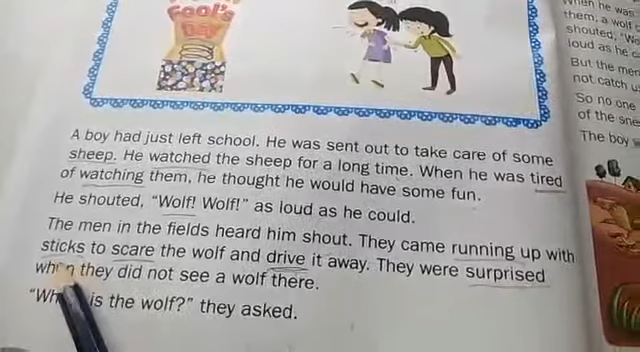 Fool's
Day
A boy had just left school. He was sent out to take care of some
sheep. He watched the sheep for a long time. When he was tired
of watching them, he thought he would have some fun.
He shouted, "Wolf! Wolf!" as loud as he could.
The men in the fields heard him shout. They came running up with
sticks to scare the wolf and drive it away. They were surprised
when they did not see a wolf there.
is the wolf?" they asked.
When he was
them, a wolf
shouted,
loud as he
But the men
not catch
So no one
of the
The boy